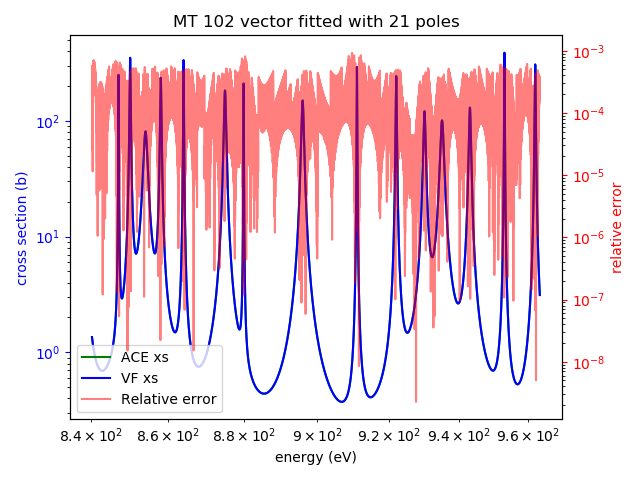 MT 102 vector fitted with 21 poles
cross section (b)
10²
10¹
10⁰
10⁻³
10⁻⁴
10⁻⁵
10⁻⁶
10⁻⁷
10⁻⁸
relative error
ACE xs
VF xs
Relative error
8.4 × 10² 8.6 × 10² 8.8 × 10² 9 × 10² 9.2 × 10² 9.4 × 10² 9.6 × 10²
energy (eV)